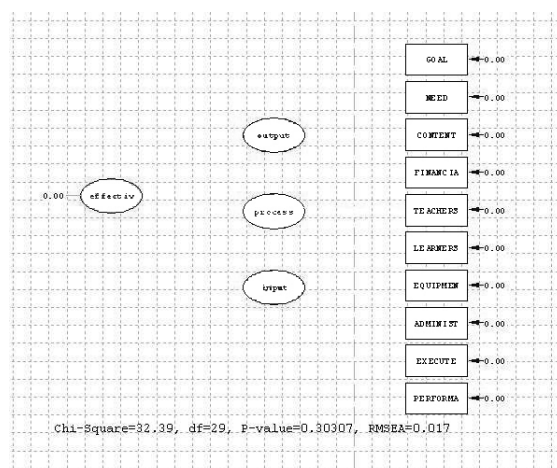 GOAL 0.00
NEED 0.00
output CONTENT 0.00
FINANCIA 0.00
0.00 effectiv
process TEACHERS 0.00
LEARNERS 0.00
input EQUIPMEN 0.00
ADMINIST 0.00
EXECUTE 0.00
PERFORMA 0.00
Chi-Square=32.39, df=29, P-value=0.30307, RMSEA=0.017